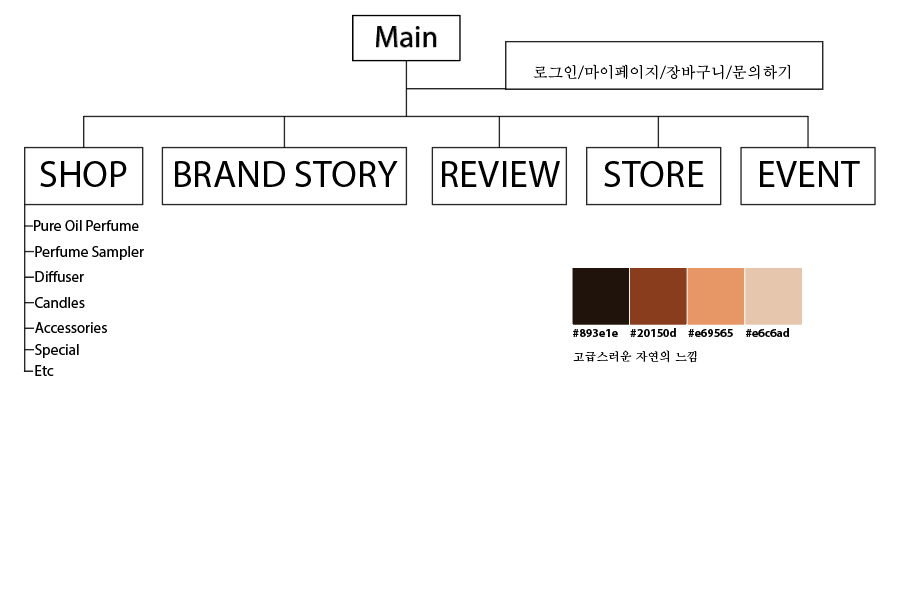 Main
로그인/마이페이지/장바구니/문의하기
SHOP
BRAND STORY
REVIEW
STORE
EVENT
Pure Oil Perfume
Perfume Sampler
Diffuser
Candles
Accessories
Special
Etc
#893e1e #20150d #e69565 #e6c6ad
고급스러운 자연의 느낌